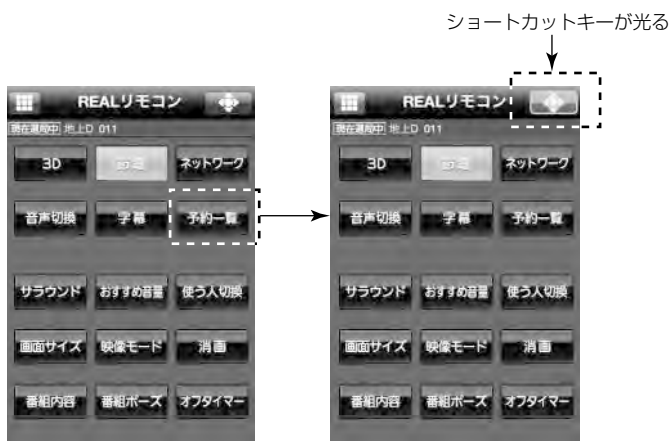 ショートカットキーが光る
REALリモコン
現在選局中 地上D 011
3D 節電 ネットワーク
音声切換 字幕 予約一覧
サラウンド おすすめ音量 使う人切換
画面サイズ 映像モード 消画
番組内容 番組ポーズ オフタイマー
REALリモコン
現在選局中 地上D 011
3D 節電 ネットワーク
音声切換 字幕 予約一覧
サラウンド おすすめ音量 使う人切換
画面サイズ 映像モード 消画
番組内容 番組ポーズ オフタイマー